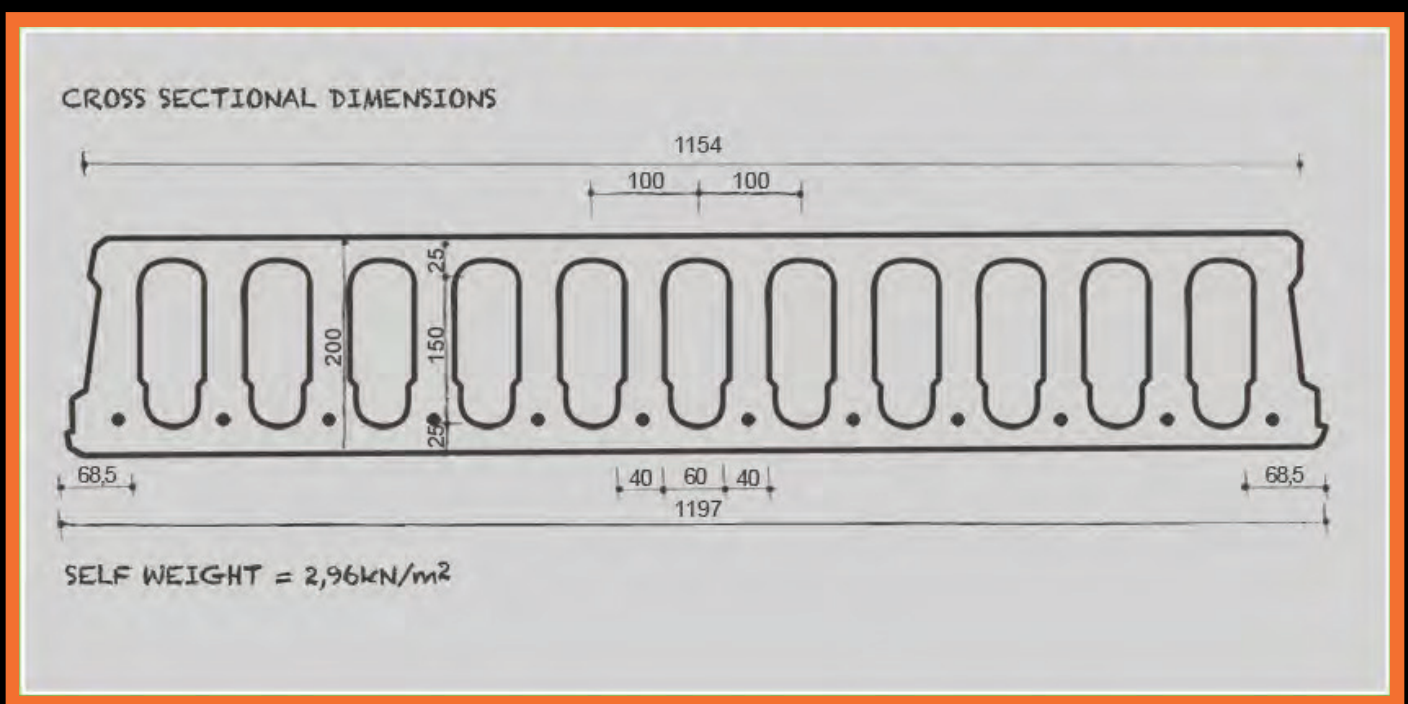 CROSS SECTIONAL DIMENSIONS
1154
100 100
25
200
150
25
68,5 40 60 40 68,5
1197
SELF WEIGHT = 2,96kN/m²